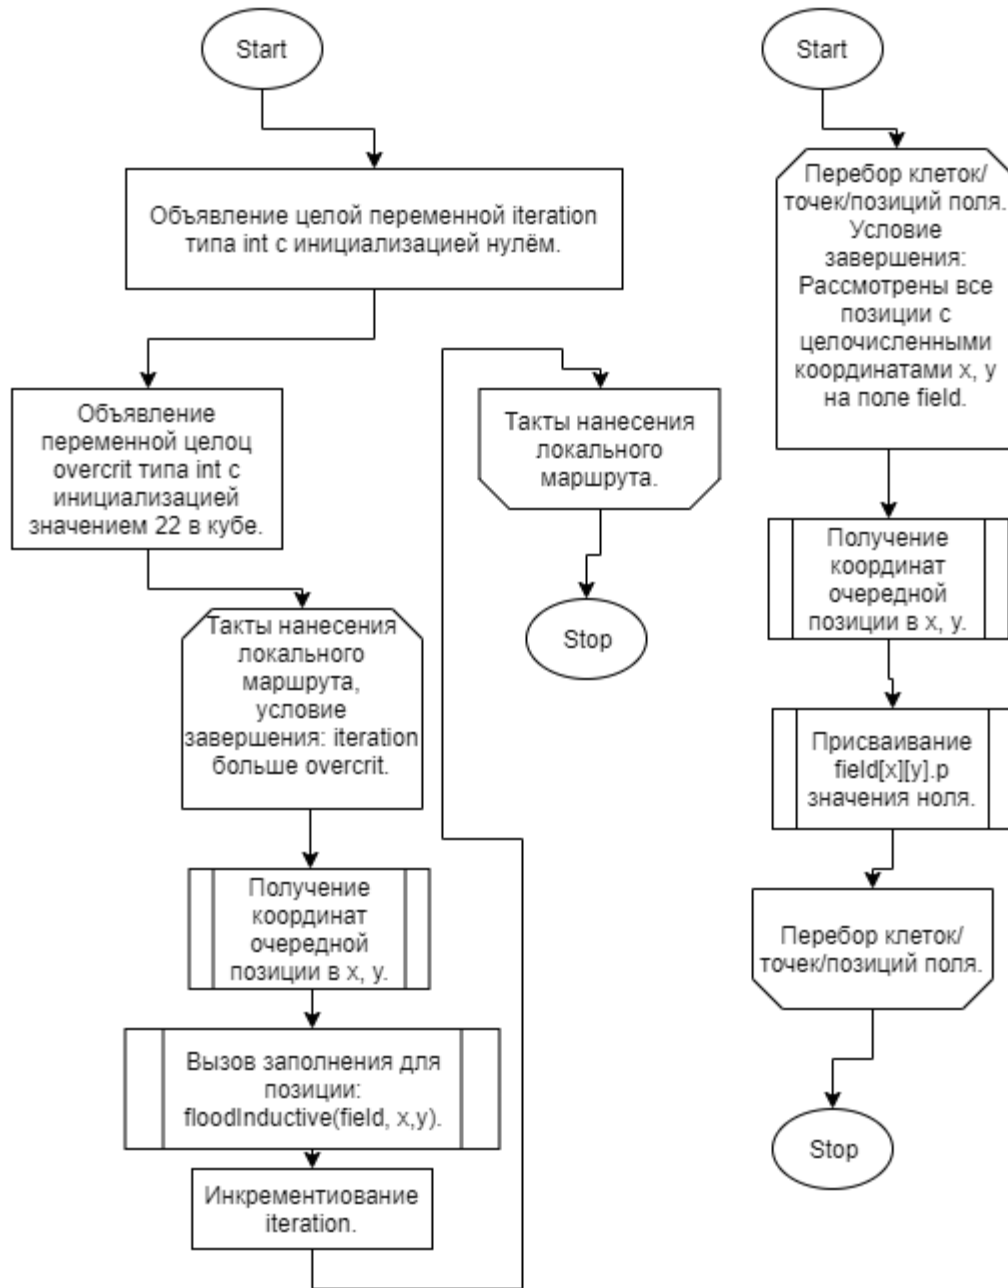 Start
Объявление целой переменной iteration
типа int с инициализацией нулём.
Объявление
переменной целоц
overcrit типа int с
инициализацией
значением 22 в кубе.
Такты нанесения
локального
маршрута,
условие
завершения: iteration
больше overcrit.
Получение
координат
очередной
позиции в x, y.
Вызов заполнения для
позиции:
floodInductive(field, x,y).
Инкрементиование
iteration.
Такты нанесения
локального
маршрута.
Stop
Start
Перебор клеток/
точек/позиций поля.
Условие
завершения:
Рассмотрены все
позиции с
целочисленными
координатами x, y
на поле field.
Получение
координат
очередной
позиции в x, y.
Присваивание
field[x][y].p
значения ноля.
Перебор клеток/
точек/позиций поля.
Stop